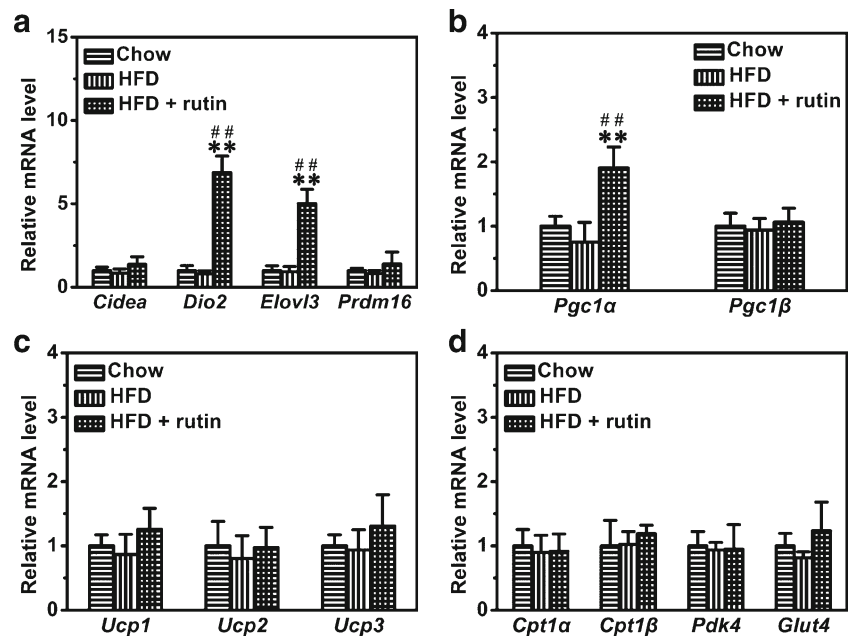 a
15
10
5
0
Relative mRNA level
Chow
HFD
HFD + rutin
##
**
##
**
Cidea Dio2 Elovl3 Prdm16
b
4
3
2
1
0
Relative mRNA level
Chow
HFD
HFD + rutin
##
**
Pgc1α Pgc1β
c
4
3
2
1
0
Relative mRNA level
Chow
HFD
HFD + rutin
Ucp1 Ucp2 Ucp3
d
4
3
2
1
0
Relative mRNA level
Chow
HFD
HFD + rutin
Cpt1α Cpt1β Pdk4 Glut4